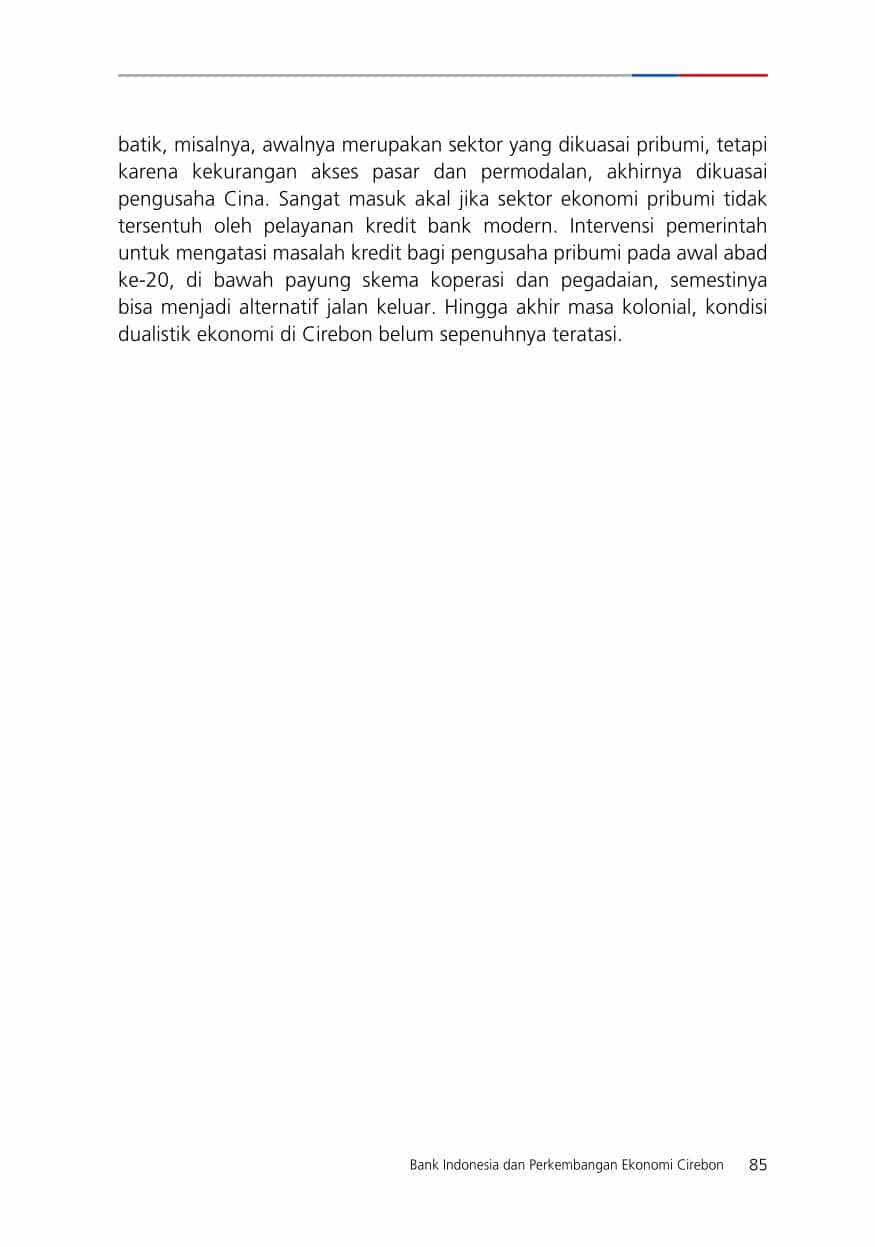 batik, misalnya, awalnya merupakan sektor yang dikuasai pribumi, tetapi
karena kekurangan akses pasar dan permodalan, akhirnya dikuasai
pengusaha Cina. Sangat masuk akal jika sektor ekonomi pribumi tidak
tersentuh oleh pelayanan kredit bank modern. Intervensi pemerintah
untuk mengatasi masalah kredit bagi pengusaha pribumi pada awal abad
ke-20, di bawah payung skema koperasi dan pegadaian, semestinya
bisa menjadi alternatif jalan keluar. Hingga akhir masa kolonial, kondisi
dualistik ekonomi di Cirebon belum sepenuhnya teratasi.
Bank Indonesia dan Perkembangan Ekonomi Cirebon 85